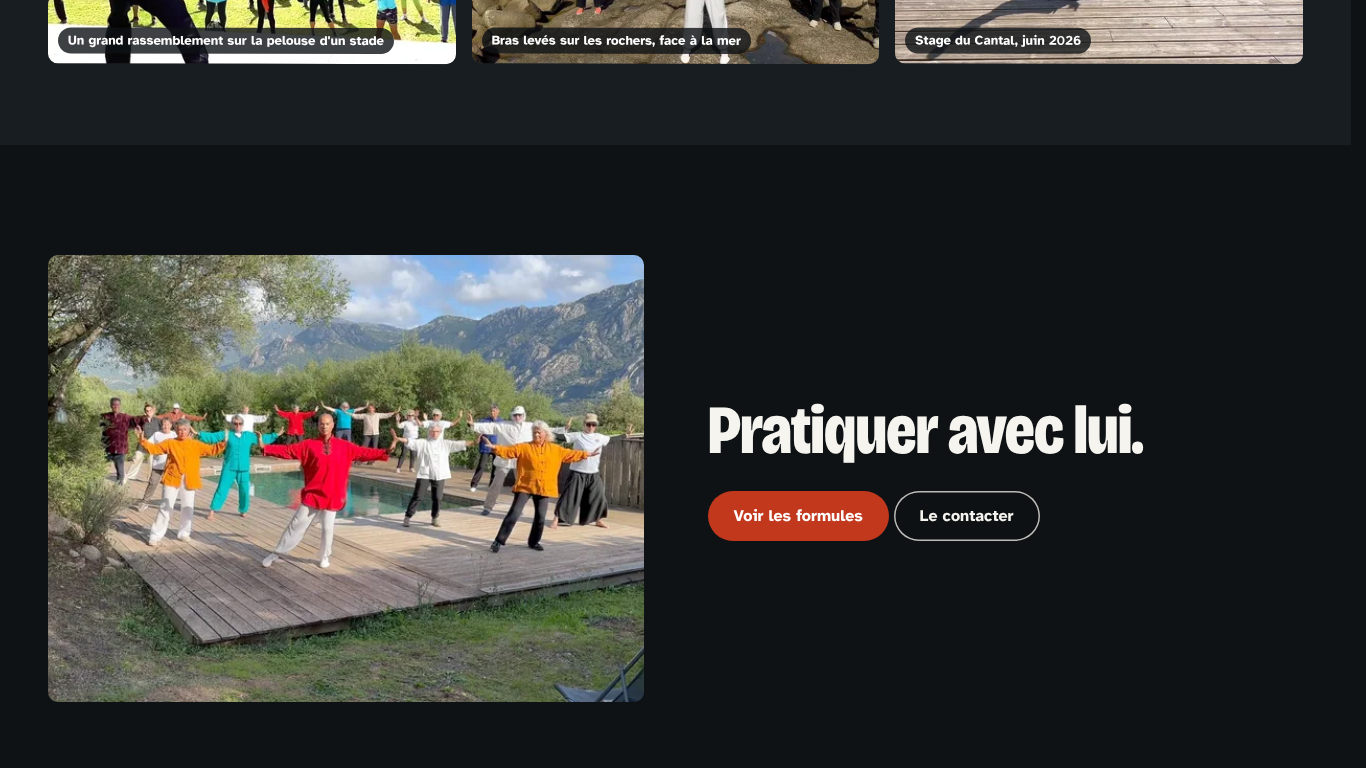 Un grand rassemblement sur la pelouse d'un stade
Bras levés sur les rochers, face à la mer
Stage du Cantal, juin 2026
Pratiquer avec lui.
Voir les formules
Le contacter